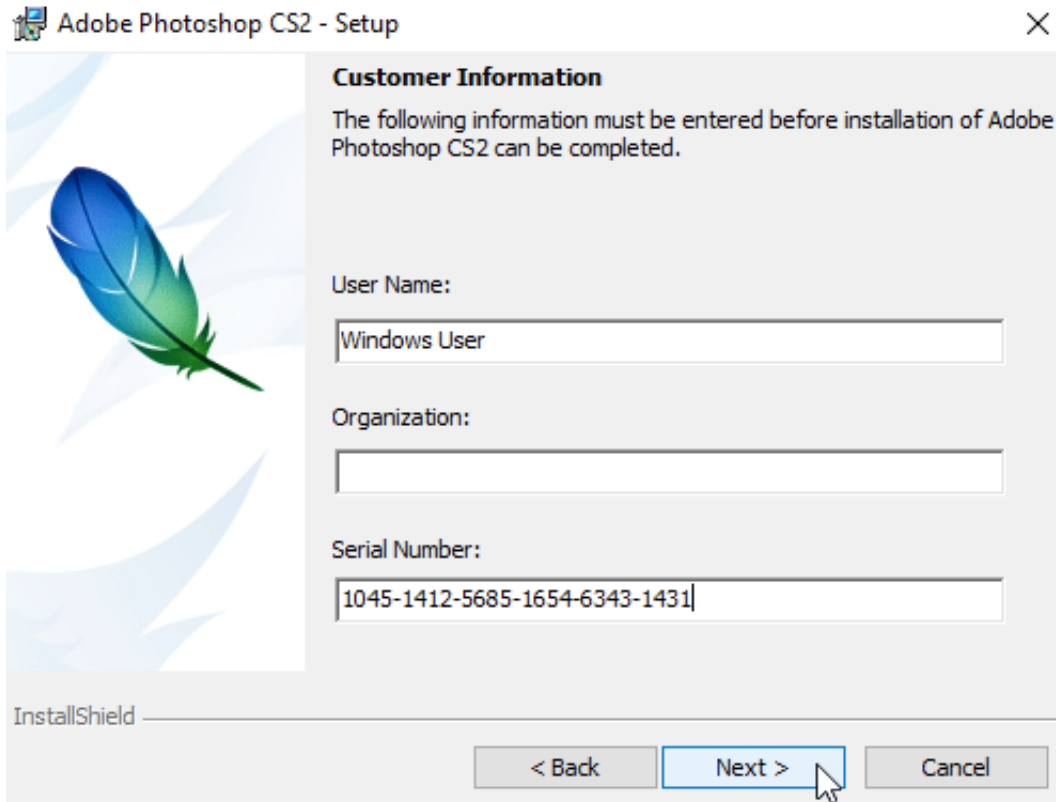 Adobe Photoshop CS2 - Setup
Customer Information
The following information must be entered before installation of Adobe
Photoshop CS2 can be completed.
User Name:
Windows User
Organization:
Serial Number:
1045-1412-5685-1654-6343-1431
InstallShield
< Back
Next >
Cancel